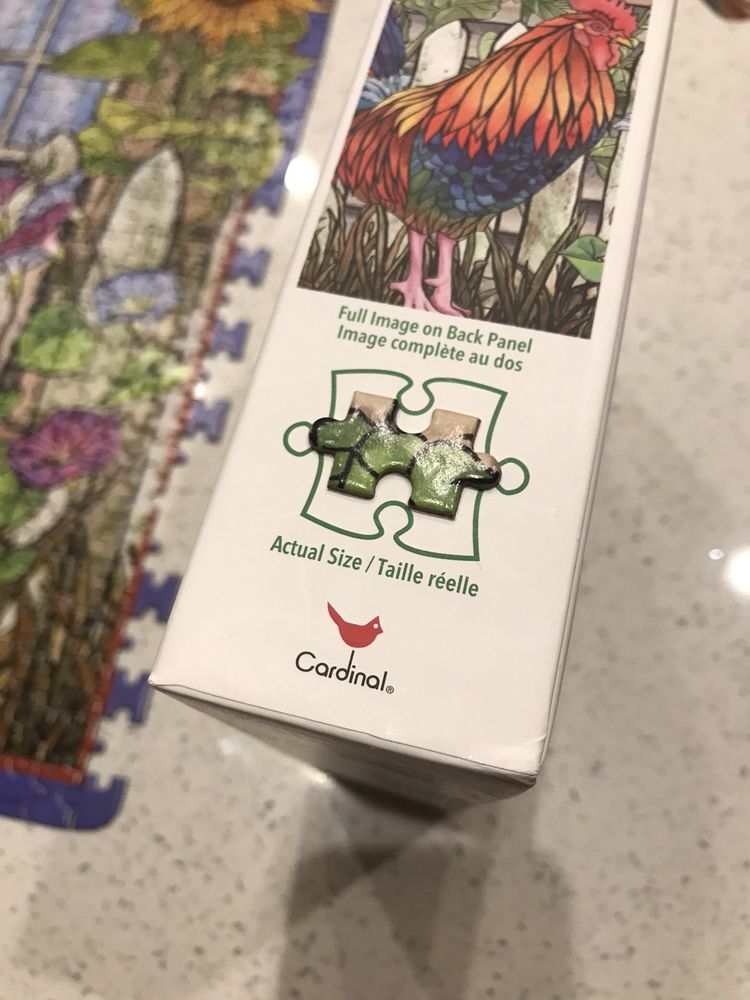 Full Image on Back Panel
Image complète au dos
Actual Size / Taille réelle
Cardinal®